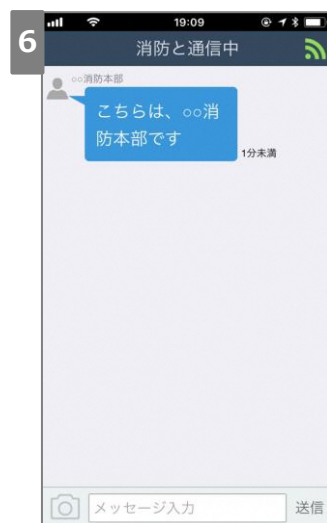 6
19:09
消防と通信中
○○消防本部
こちらは、○○消
防本部です
1分未満
メッセージ入力
送信